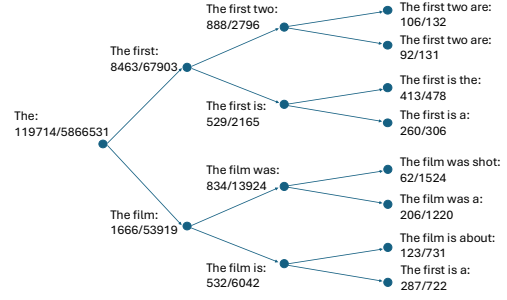 The:
119714/5866531
The first:
8463/67903
The film:
1666/53919
The first two:
888/2796
The first is:
529/2165
The film was:
834/13924
The film is:
532/6042
The first two are:
106/132
The first two are:
92/131
The first is the:
413/478
The first is a:
260/306
The film was shot:
62/1524
The film was a:
206/1220
The film is about:
123/731
The first is a:
287/722